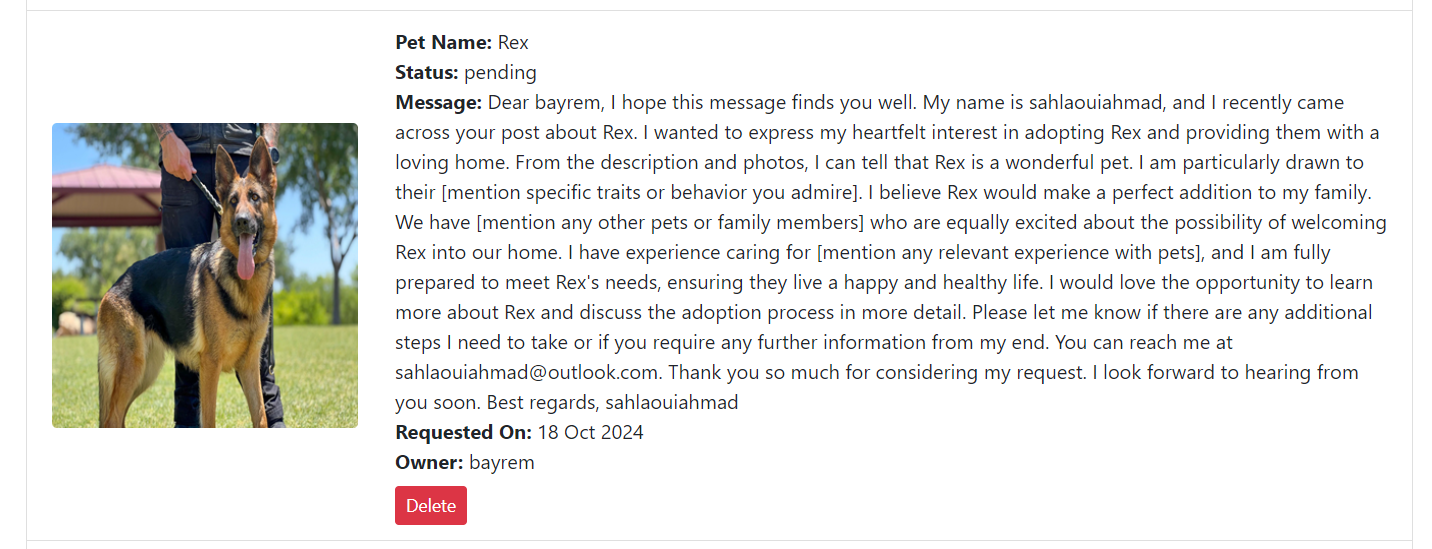 Pet Name: Rex
Status: pending
Message: Dear bayrem, I hope this message finds you well. My name is sahlaouiahmad, and I recently came
across your post about Rex. I wanted to express my heartfelt interest in adopting Rex and providing them with a
loving home. From the description and photos, I can tell that Rex is a wonderful pet. I am particularly drawn to
their [mention specific traits or behavior you admire]. I believe Rex would make a perfect addition to my family.
We have [mention any other pets or family members] who are equally excited about the possibility of welcoming
Rex into our home. I have experience caring for [mention any relevant experience with pets], and I am fully
prepared to meet Rex's needs, ensuring they live a happy and healthy life. I would love the opportunity to learn
more about Rex and discuss the adoption process in more detail. Please let me know if there are any additional
steps I need to take or if you require any further information from my end. You can reach me at
sahlaouiahmad@outlook.com. Thank you so much for considering my request. I look forward to hearing from
you soon. Best regards, sahlaouiahmad
Requested On: 18 Oct 2024
Owner: bayrem
Delete